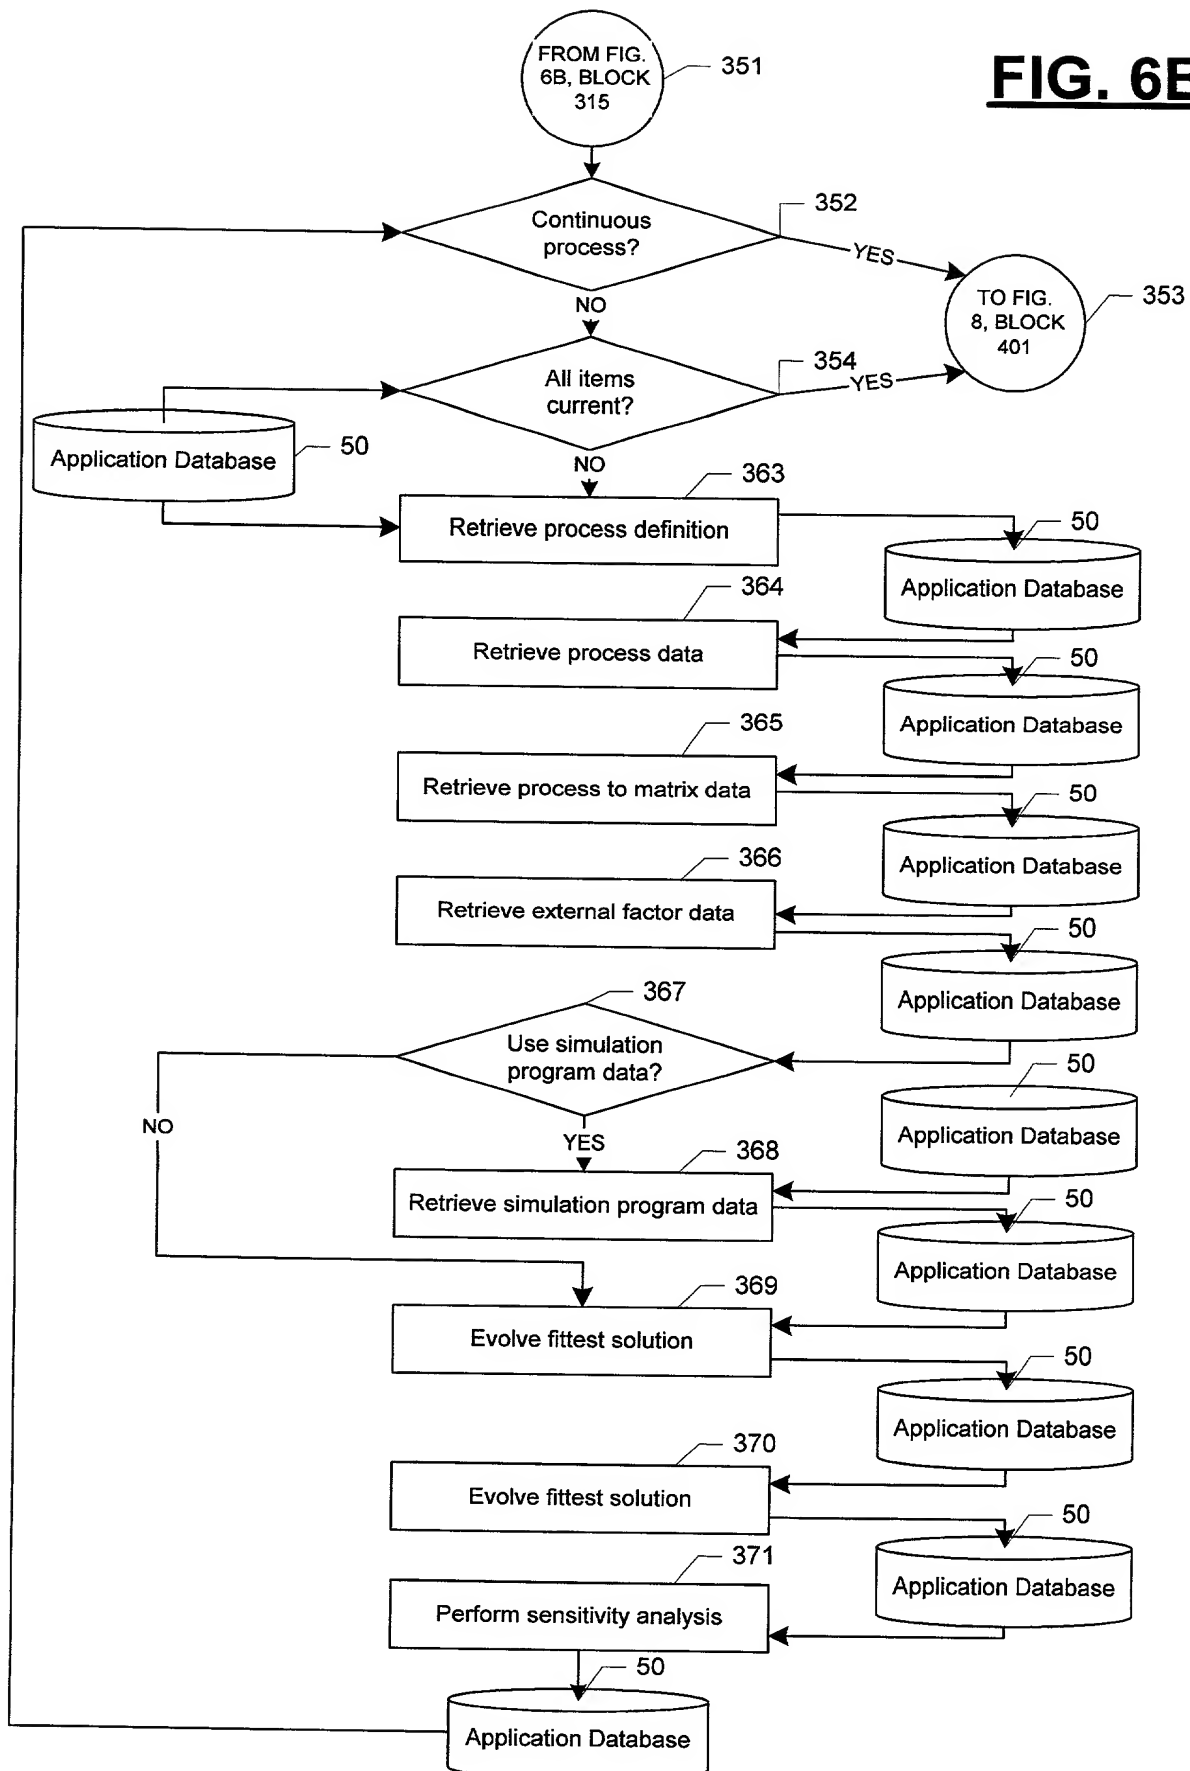 FROM FIG.
6B, BLOCK
315
351
FIG. 6B
Continuous
process?
352
YES
NO
TO FIG.
8, BLOCK
401
353
All items
current?
354
YES
NO
Application Database
50
363
Retrieve process definition
50
Application Database
364
Retrieve process data
50
Application Database
365
Retrieve process to matrix data
50
Application Database
366
Retrieve external factor data
50
Application Database
367
Use simulation
program data?
NO
YES
50
Application Database
368
Retrieve simulation program data
50
Application Database
369
Evolve fittest solution
50
Application Database
370
Evolve fittest solution
50
Application Database
371
Perform sensitivity analysis
50
Application Database